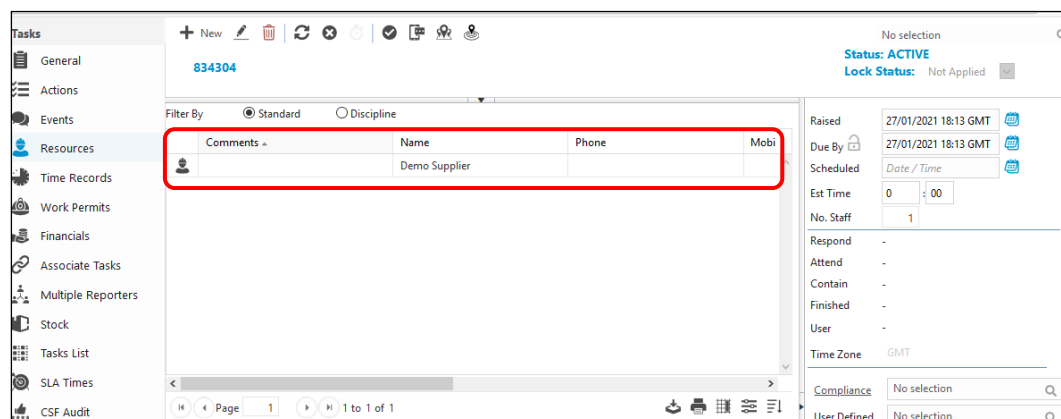 Tasks
General
Actions
Events
Resources
Time Records
Work Permits
Financials
Associate Tasks
Multiple Reporters
Stock
Tasks List
SLA Times
CSF Audit
New
834304
No selection
Status: ACTIVE
Lock Status: Not Applied
Filter By Standard Discipline
Comments Name Phone Mobi
Demo Supplier
Page 1 1 to 1 of 1
Raised 27/01/2021 18:13 GMT
Due By 27/01/2021 18:13 GMT
Scheduled Date / Time
Est Time 0 : 00
No. Staff 1
Respond -
Attend -
Contain -
Finished -
User -
Time Zone GMT
Compliance No selection
User Defined No selection